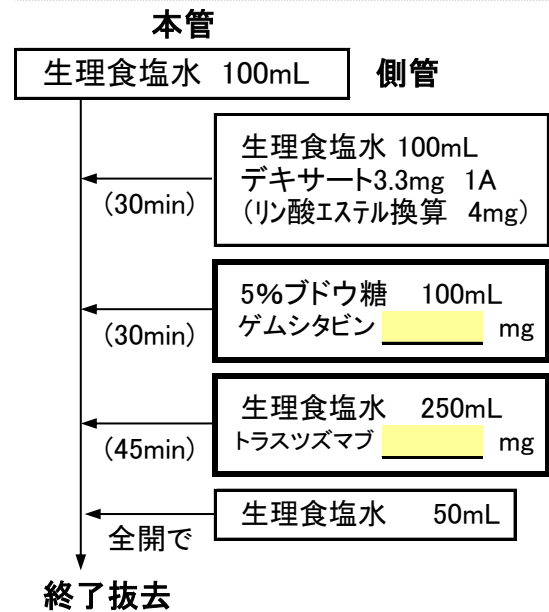 本管
生理食塩水 100mL
側管
生理食塩水 100mL
デキサート3.3mg 1A
(リン酸エステル換算 4mg)
(30min)
5%ブドウ糖 100mL
ゲムシタビン mg
(30min)
生理食塩水 250mL
トラスツズマブ mg
(45min)
生理食塩水 50mL
全開で
終了抜去